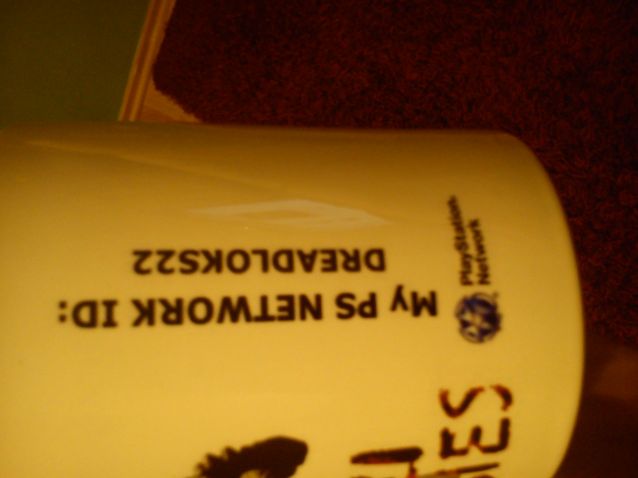 My PS NETWORK ID:
DREADLOKS22
PlayStation
Network